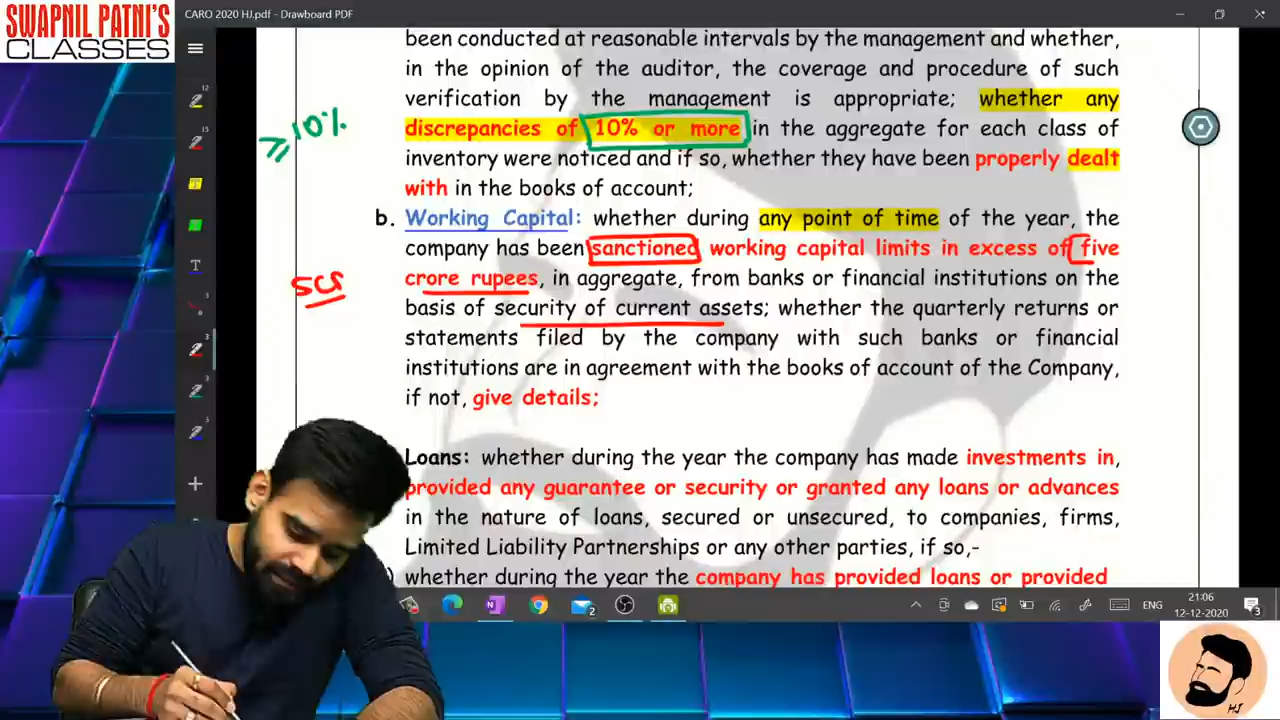 SWAPNIL PATNI'S
CLASSES
CARO 2020 HJ.pdf - Drawboard PDF
been conducted at reasonable intervals by the management and whether,
in the opinion of the auditor, the coverage and procedure of such
verification by the management is appropriate; whether any
discrepancies of 10% or more in the aggregate for each class of
inventory were noticed and if so, whether they have been properly dealt
with in the books of account;
≥10%
b. Working Capital: whether during any point of time of the year, the
company has been sanctioned working capital limits in excess of five
crore rupees, in aggregate, from banks or financial institutions on the
basis of security of current assets; whether the quarterly returns or
statements filed by the company with such banks or financial
institutions are in agreement with the books of account of the Company,
if not, give details;
5Cr
Loans: whether during the year the company has made investments in,
provided any guarantee or security or granted any loans or advances
in the nature of loans, secured or unsecured, to companies, firms,
Limited Liability Partnerships or any other parties, if so,-
) whether during the year the company has provided loans or provided
12
15
3
3
3
3
2
ENG
21:06
12-12-2020
3
HJ